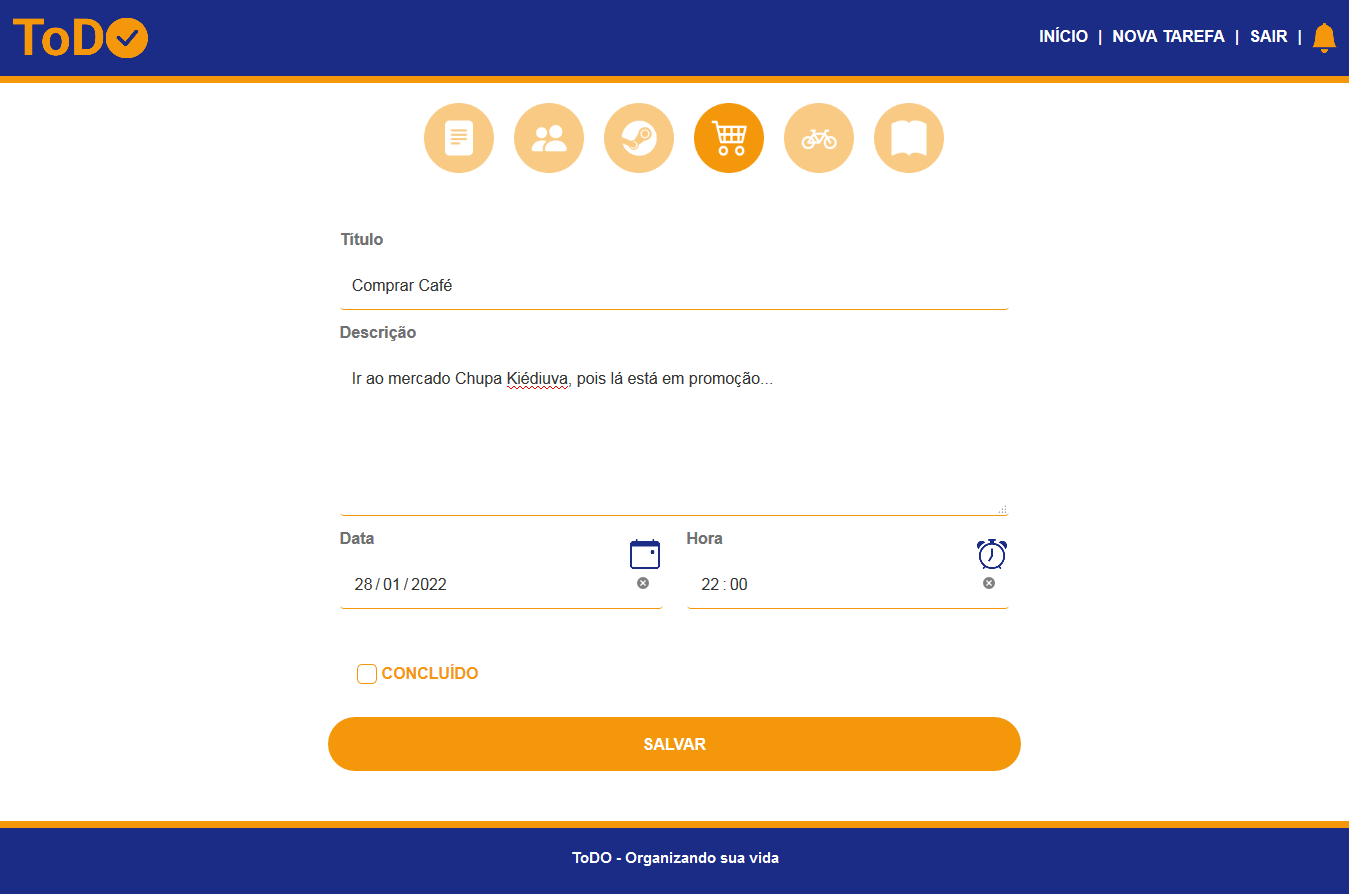 ToDO
INÍCIO | NOVA TAREFA | SAIR |
Título
Comprar Café
Descrição
Ir ao mercado Chupa Kiédiuva, pois lá está em promoção...
Data
Hora
28/01/2022
22:00
CONCLUÍDO
SALVAR
ToDO - Organizando sua vida